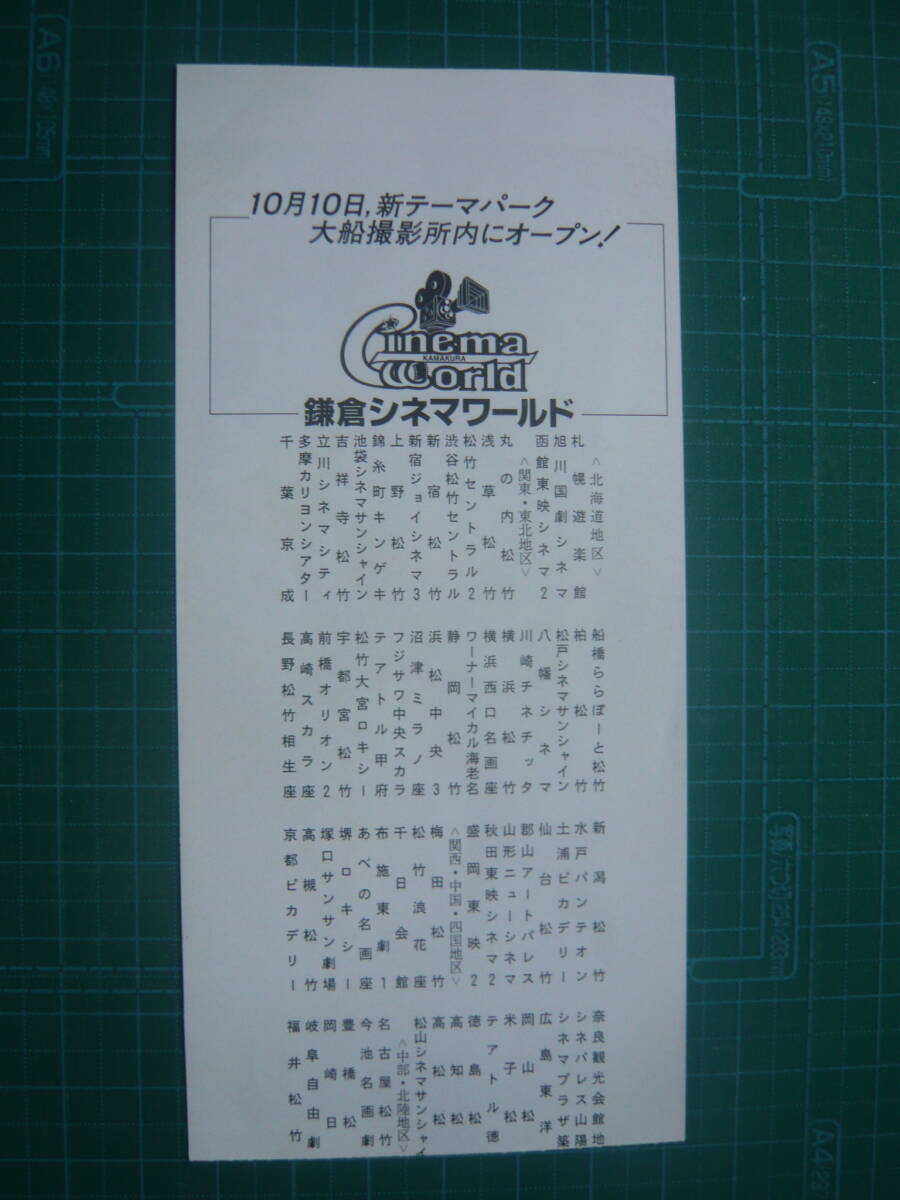 10月10日,新テーマパーク
大船撮影所内にオープン!
Cinema
KAMAKURA
World
鎌倉シネマワールド
<北海道地区>
札幌遊楽館
旭川国劇シネマ
函館東映シネマ2
<関東・東北地区>
丸の内松竹
浅草松竹
松竹セントラル2
渋谷松竹セントラル
新宿松竹
新宿ジョイシネマ3
上野松竹
錦糸町キンゲキ
池袋シネマサンシャイン
吉祥寺松竹
立川シネマシティ
多摩カリヨンシアター
千葉京成
船橋ららぽーと松竹
柏松竹
松戸シネマサンシャイン
八幡シネマ
川崎チネチッタ
横浜松竹
横浜西口名画座
ワーナーマイカル海老名
静岡松竹
浜松中央3
沼津ミラノ座
フジサワ中央スカラ
テアトル甲府
松竹大宮ロキシー
宇都宮松竹
前橋オリオン2
高崎スカラ座
長野松竹相生座
新潟松竹
水戸パンテオン
土浦ピカデリー
仙台松竹
郡山アートパレス
山形ニューシネマ
秋田東映シネマ2
盛岡東映2
<関西・中国・四国地区>
梅田松竹
松竹浪花座
千日会館
布施東劇1
あべの名画座
堺ロキシー
塚口サンサン劇場
高槻松竹
京都ピカデリー
奈良観光会館地
シネパレス山陽
シネマプラザ築
広島東洋
岡山松
米子松
テアトル徳
徳島松
高知松
高松松
松山シネマサンシャイ
<中部・北陸地区>
名古屋松竹
今池名画劇
豊橋松
岡崎日
岐阜自由劇
福井松竹
A6
A5
A4